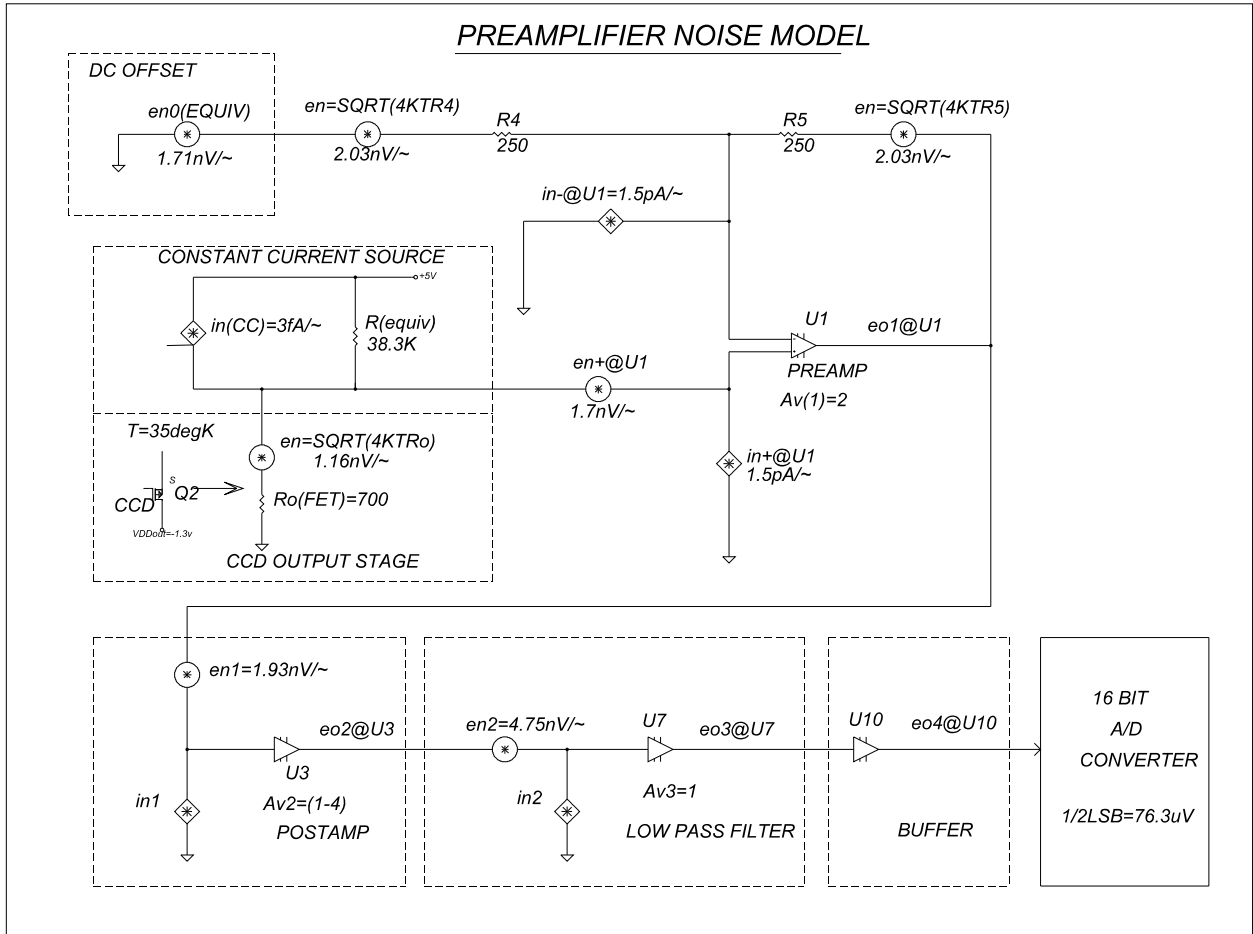 PREAMPLIFIER NOISE MODEL
DC OFFSET
en0(EQUIV)
1.71nV/~
en=SQRT(4KTR4)
2.03nV/~
R4
250
R5
250
en=SQRT(4KTR5)
2.03nV/~
in-@U1=1.5pA/~
CONSTANT CURRENT SOURCE
+5V
in(CC)=3fA/~
R(equiv)
38.3K
U1
-
+
eo1@U1
PREAMP
Av(1)=2
en+@U1
1.7nV/~
in+@U1
1.5pA/~
T=35degK
en=SQRT(4KTRo)
1.16nV/~
S
Q2
CCD
Ro(FET)=700
VDDout=-1.3v
CCD OUTPUT STAGE
en1=1.93nV/~
eo2@U3
U3
in1
Av2=(1-4)
POSTAMP
en2=4.75nV/~
U7
eo3@U7
in2
Av3=1
LOW PASS FILTER
U10
eo4@U10
BUFFER
16 BIT
A/D
CONVERTER
1/2LSB=76.3uV